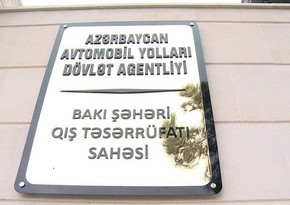 AZƏRBAYCAN
AVTOMOBİL YOLLARI
DÖVLƏT AGENTLİYİ
BAKI ŞƏHƏRİ
QIŞ TƏSƏRRÜFATI
SAHƏSİ